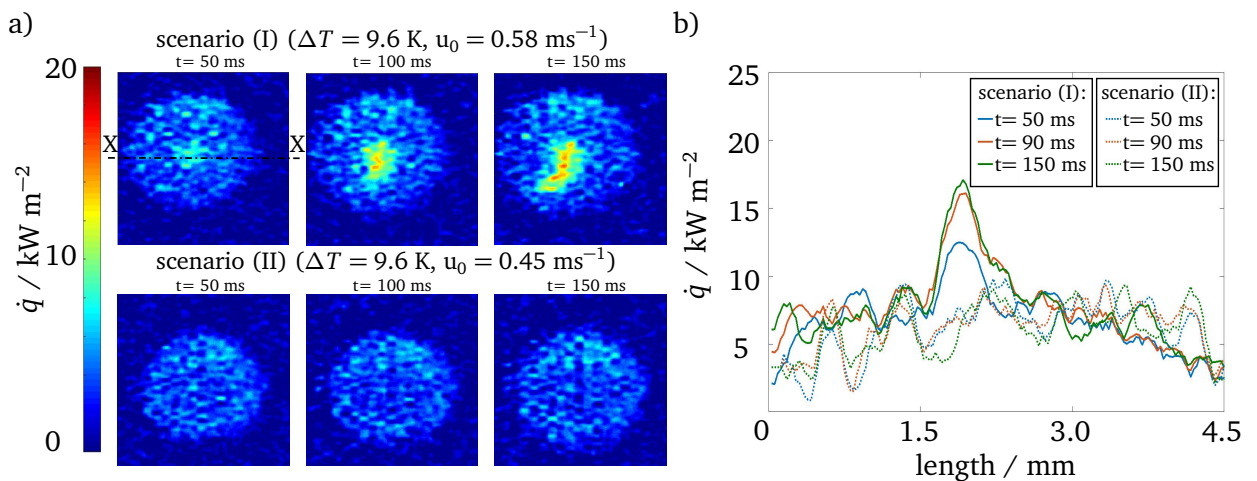 a)
scenario (I) (ΔT = 9.6 K, u₀ = 0.58 ms⁻¹)
t= 50 ms t= 100 ms t= 150 ms
20
10
0
q̇ / kW m⁻²
X X
scenario (II) (ΔT = 9.6 K, u₀ = 0.45 ms⁻¹)
t= 50 ms t= 100 ms t= 150 ms
b)
25
20
15
10
5
q̇ / kW m⁻²
scenario (I):
t= 50 ms
t= 90 ms
t= 150 ms
scenario (II):
t= 50 ms
t= 90 ms
t= 150 ms
0 1.5 3.0 4.5
length / mm